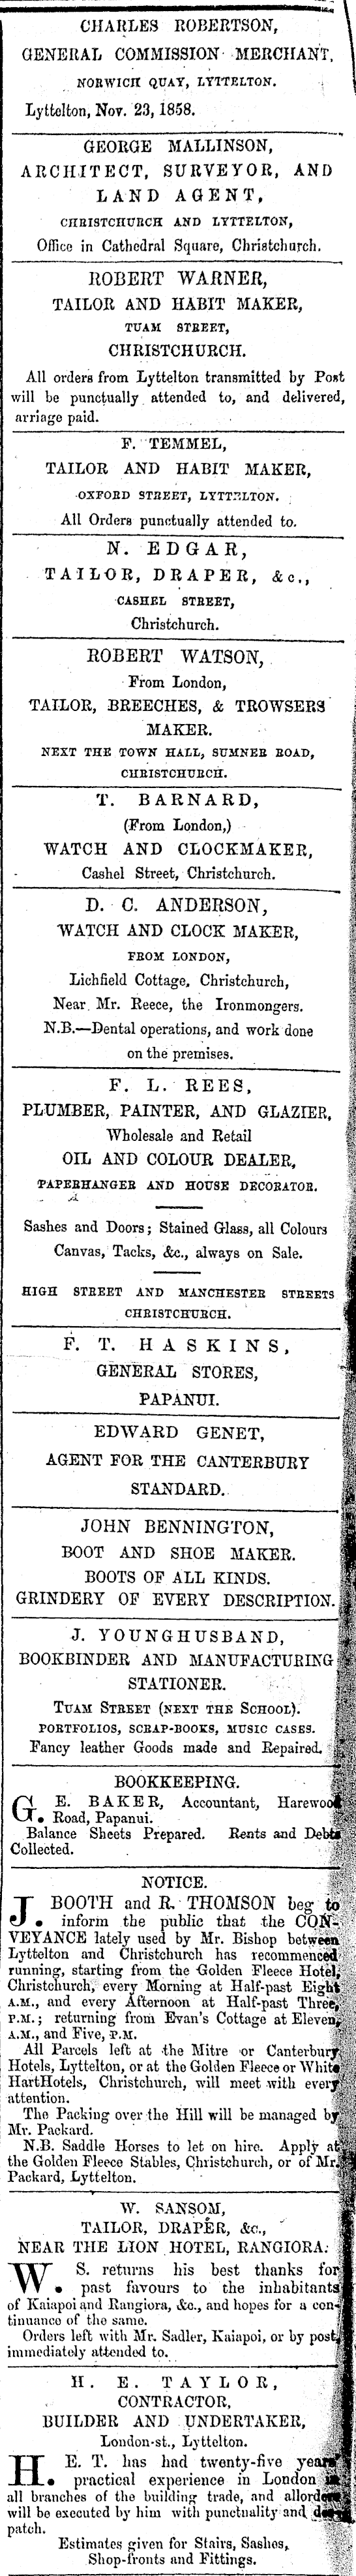 CHARLES ROBERTSON,
GENERAL COMMISSION MERCHANT,
NORWICH QUAY, LYTTELTON.
Lyttelton, Nov. 23, 1858.
GEORGE MALLINSON,
ARCHITECT, SURVEYOR, AND
LAND AGENT,
CHRISTCHURCH AND LYTTELTON,
Office in Cathedral Square, Christchurch.
ROBERT WARNER,
TAILOR AND HABIT MAKER,
TUAM STREET,
CHRISTCHURCH.
All orders from Lyttelton transmitted by Post
will be punctually attended to, and delivered,
arriage paid.
F. TEMMEL,
TAILOR AND HABIT MAKER,
OXFORD STREET, LYTTELTON.
All Orders punctually attended to.
N. EDGAR,
TAILOR, DRAPER, &c.,
CASHEL STREET,
Christchurch.
ROBERT WATSON,
From London,
TAILOR, BREECHES, & TROWSERS
MAKER.
NEXT THE TOWN HALL, SUMNER ROAD,
CHRISTCHURCH.
T. BARNARD,
(From London,)
WATCH AND CLOCKMAKER,
Cashel Street, Christchurch.
D. C. ANDERSON,
WATCH AND CLOCK MAKER,
FROM LONDON,
Lichfield Cottage, Christchurch,
Near Mr. Reece, the Ironmongers.
N.B.—Dental operations, and work done
on the premises.
F. L. REES,
PLUMBER, PAINTER, AND GLAZIER,
Wholesale and Retail
OIL AND COLOUR DEALER,
PAPERHANGER AND HOUSE DECORATOR.
Sashes and Doors; Stained Glass, all Colours
Canvas, Tacks, &c., always on Sale.
HIGH STREET AND MANCHESTER STREETS
CHRISTCHURCH.
F. T. HASKINS,
GENERAL STORES,
PAPANUI.
EDWARD GENET,
AGENT FOR THE CANTERBURY
STANDARD.
JOHN BENNINGTON,
BOOT AND SHOE MAKER.
BOOTS OF ALL KINDS.
GRINDERY OF EVERY DESCRIPTION.
J. YOUNGHUSBAND,
BOOKBINDER AND MANUFACTURING
STATIONER.
TUAM STREET (NEXT THE SCHOOL).
PORTFOLIOS, SCRAP-BOOKS, MUSIC CASES.
Fancy leather Goods made and Repaired.
BOOKKEEPING.
G. E. BAKER, Accountant, Harewood
Road, Papanui.
Balance Sheets Prepared. Rents and Debts
Collected.
NOTICE.
J. BOOTH and R. THOMSON beg to
inform the public that the CON-
VEYANCE lately used by Mr. Bishop between
Lyttelton and Christchurch has recommenced
running, starting from the Golden Fleece Hotel,
Christchurch, every Morning at Half-past Eight
A.M., and every Afternoon at Half-past Three,
P.M.; returning from Evan's Cottage at Eleven,
A.M., and Five, P.M.
All Parcels left at the Mitre or Canterbury
Hotels, Lyttelton, or at the Golden Fleece or White
HartHotels, Christchurch, will meet with every
attention.
The Packing over the Hill will be managed by
Mr. Packard.
N.B. Saddle Horses to let on hire. Apply at
the Golden Fleece Stables, Christchurch, or of Mr.
Packard, Lyttelton.
W. SANSOM,
TAILOR, DRAPER, &c.,
NEAR THE LION HOTEL, RANGIORA.
W. S. returns his best thanks for
past favours to the inhabitants
of Kaiapoi and Rangiora, &c., and hopes for a con-
tinuance of the same.
Orders left with Mr. Sadler, Kaiapoi, or by post,
immediately attended to.
H. E. TAYLOR,
CONTRACTOR,
BUILDER AND UNDERTAKER,
London-st., Lyttelton.
H. E. T. has had twenty-five years'
practical experience in London in
all branches of the building trade, and all
will be executed by him with punctuality and
patch.
Estimates given for Stairs, Sashes,
Shop-fronts and Fittings.